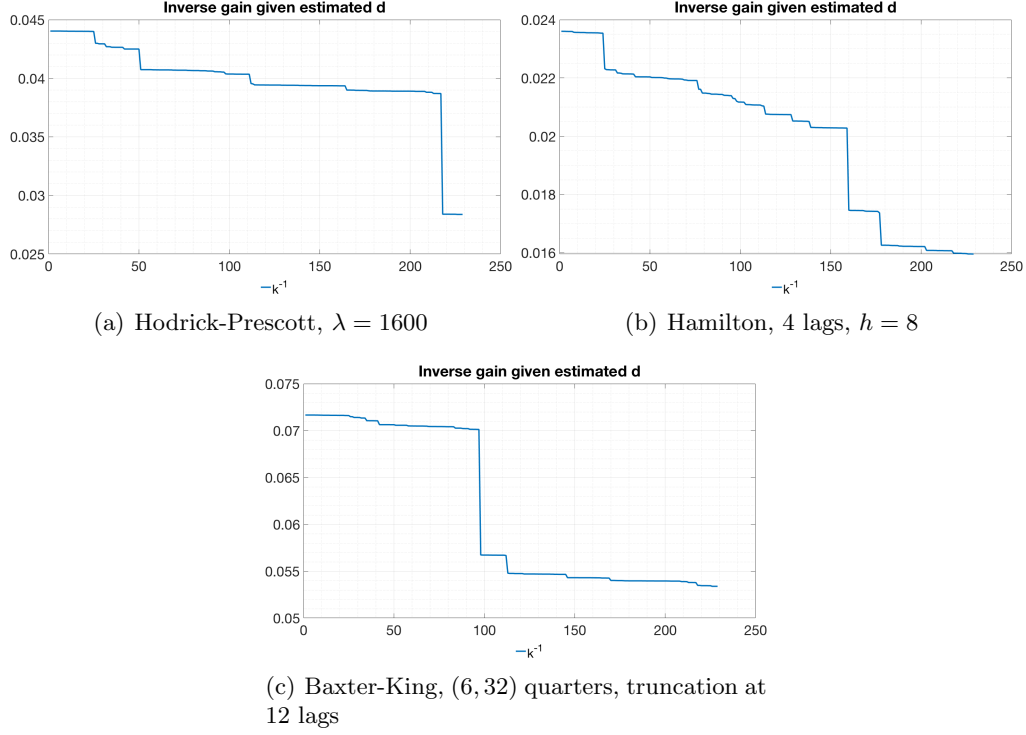 Inverse gain given estimated d
0.045
0.04
0.035
0.03
0.025
0 50 100 150 200 250
k-1
(a) Hodrick-Prescott, λ = 1600
Inverse gain given estimated d
0.024
0.022
0.02
0.018
0.016
0 50 100 150 200 250
k-1
(b) Hamilton, 4 lags, h = 8
Inverse gain given estimated d
0.075
0.07
0.065
0.06
0.055
0.05
0 50 100 150 200 250
k-1
(c) Baxter-King, (6, 32) quarters, truncation at
12 lags